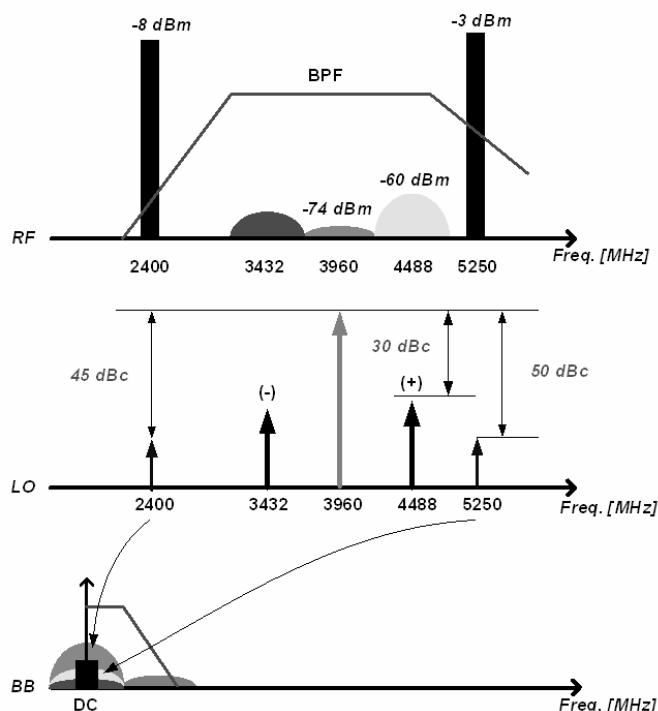 -8 dBm
-3 dBm
BPF
-60 dBm
-74 dBm
RF
2400
3432
3960
4488
5250
Freq. [MHz]
45 dBc
30 dBc
50 dBc
(-)
(+)
LO
2400
3432
3960
4488
5250
Freq. [MHz]
BB
DC
Freq. [MHz]